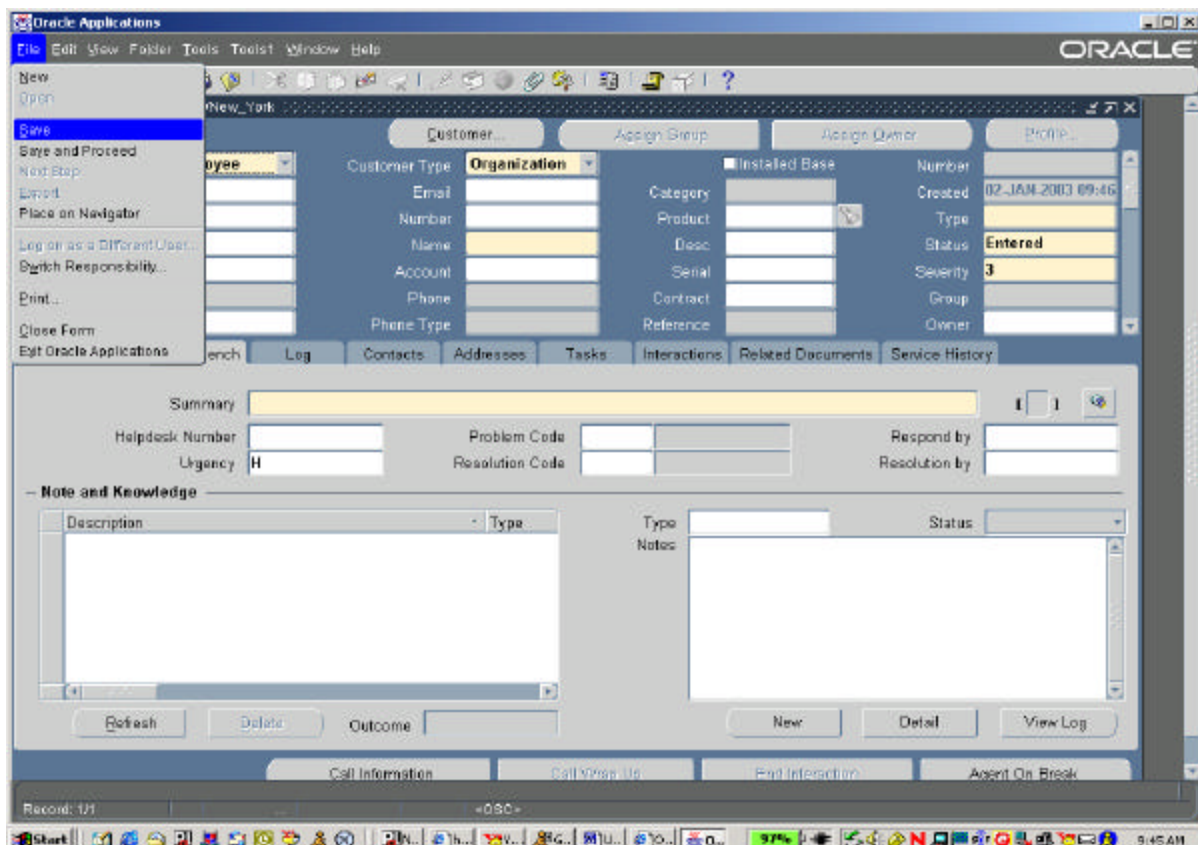 Oracle Applications
File Edit View Folder Tools Window Help
ORACLE
New
Open
/New_York
Save
Customer...
Assign Group
Assign Owner
Profile...
Save and Proceed
oyee
Customer Type
Organization
Installed Base
Number
Next Step
Export
Email
Category
Created
02-JAN-2003 09:46
Place on Navigator
Number
Product
Type
Log on as a Different User...
Name
Desc
Status
Entered
Switch Responsibility...
Account
Serial
Severity
3
Print...
Phone
Contract
Group
Close Form
Phone Type
Reference
Owner
Exit Oracle Applications
ench
Log
Contacts
Addresses
Tasks
Interactions
Related Documents
Service History
Summary
[ ]
Helpdesk Number
Problem Code
Respond by
Urgency
H
Resolution Code
Resolution by
Note and Knowledge
Description
Type
Type
Status
Notes
Refresh
Delete
Outcome
New
Detail
View Log
Call Information
Call Wrap Up
End Interaction
Agent On Break
Record: 1/1
<OSC>
Start
97%
9:45 AM